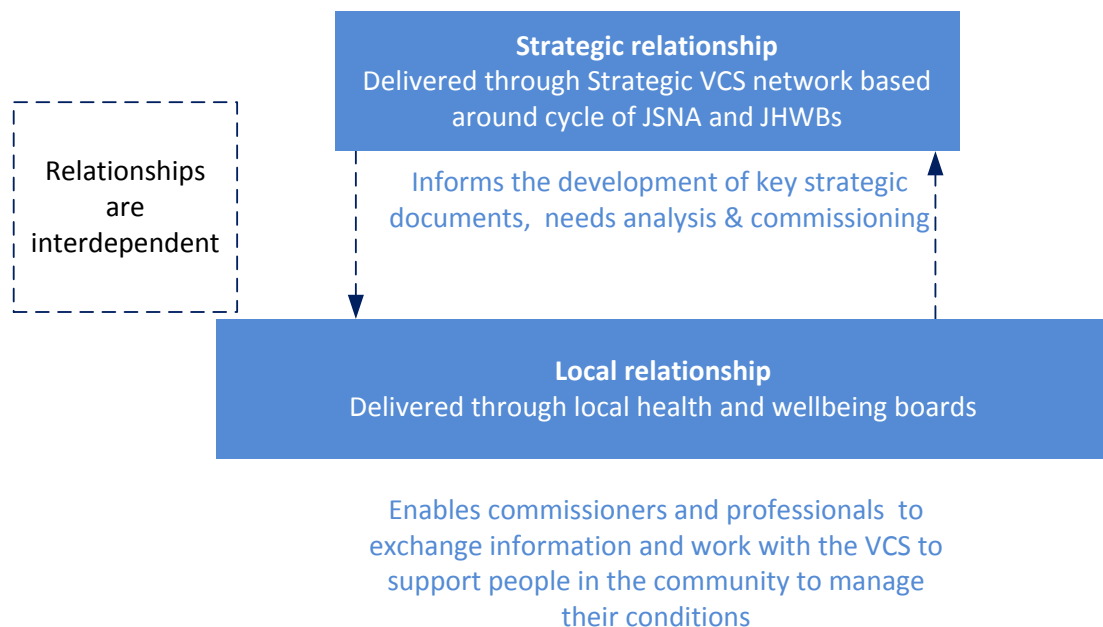 Strategic relationship
Delivered through Strategic VCS network based
around cycle of JSNA and JHWBs
Relationships
are
interdependent
Informs the development of key strategic
documents,  needs analysis & commissioning
Local relationship
Delivered through local health and wellbeing boards
Enables commissioners and professionals  to
exchange information and work with the VCS to
support people in the community to manage
their conditions